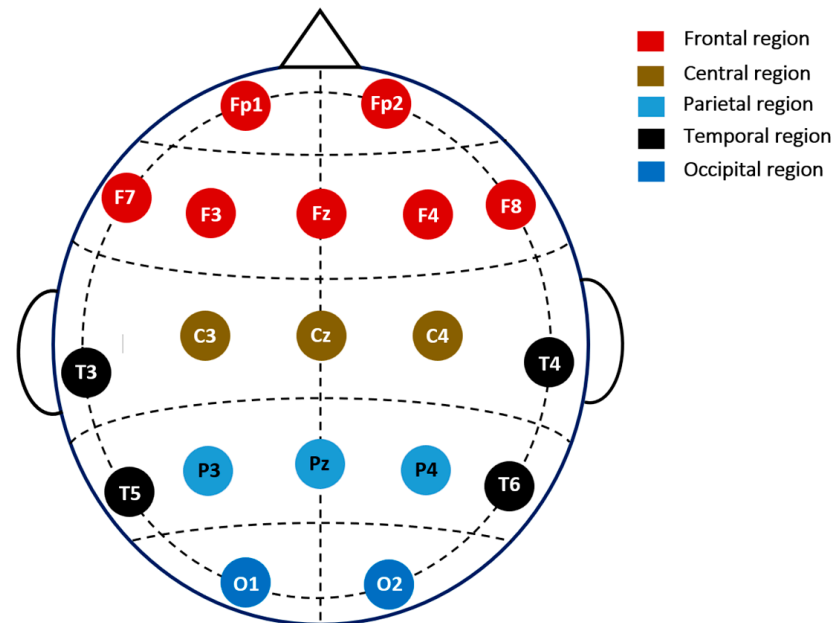 Frontal region
Central region
Parietal region
Temporal region
Occipital region
Fp1 Fp2
F7 F3 Fz F4 F8
C3 Cz C4
T3 T4
P3 Pz P4
T5 T6
O1 O2